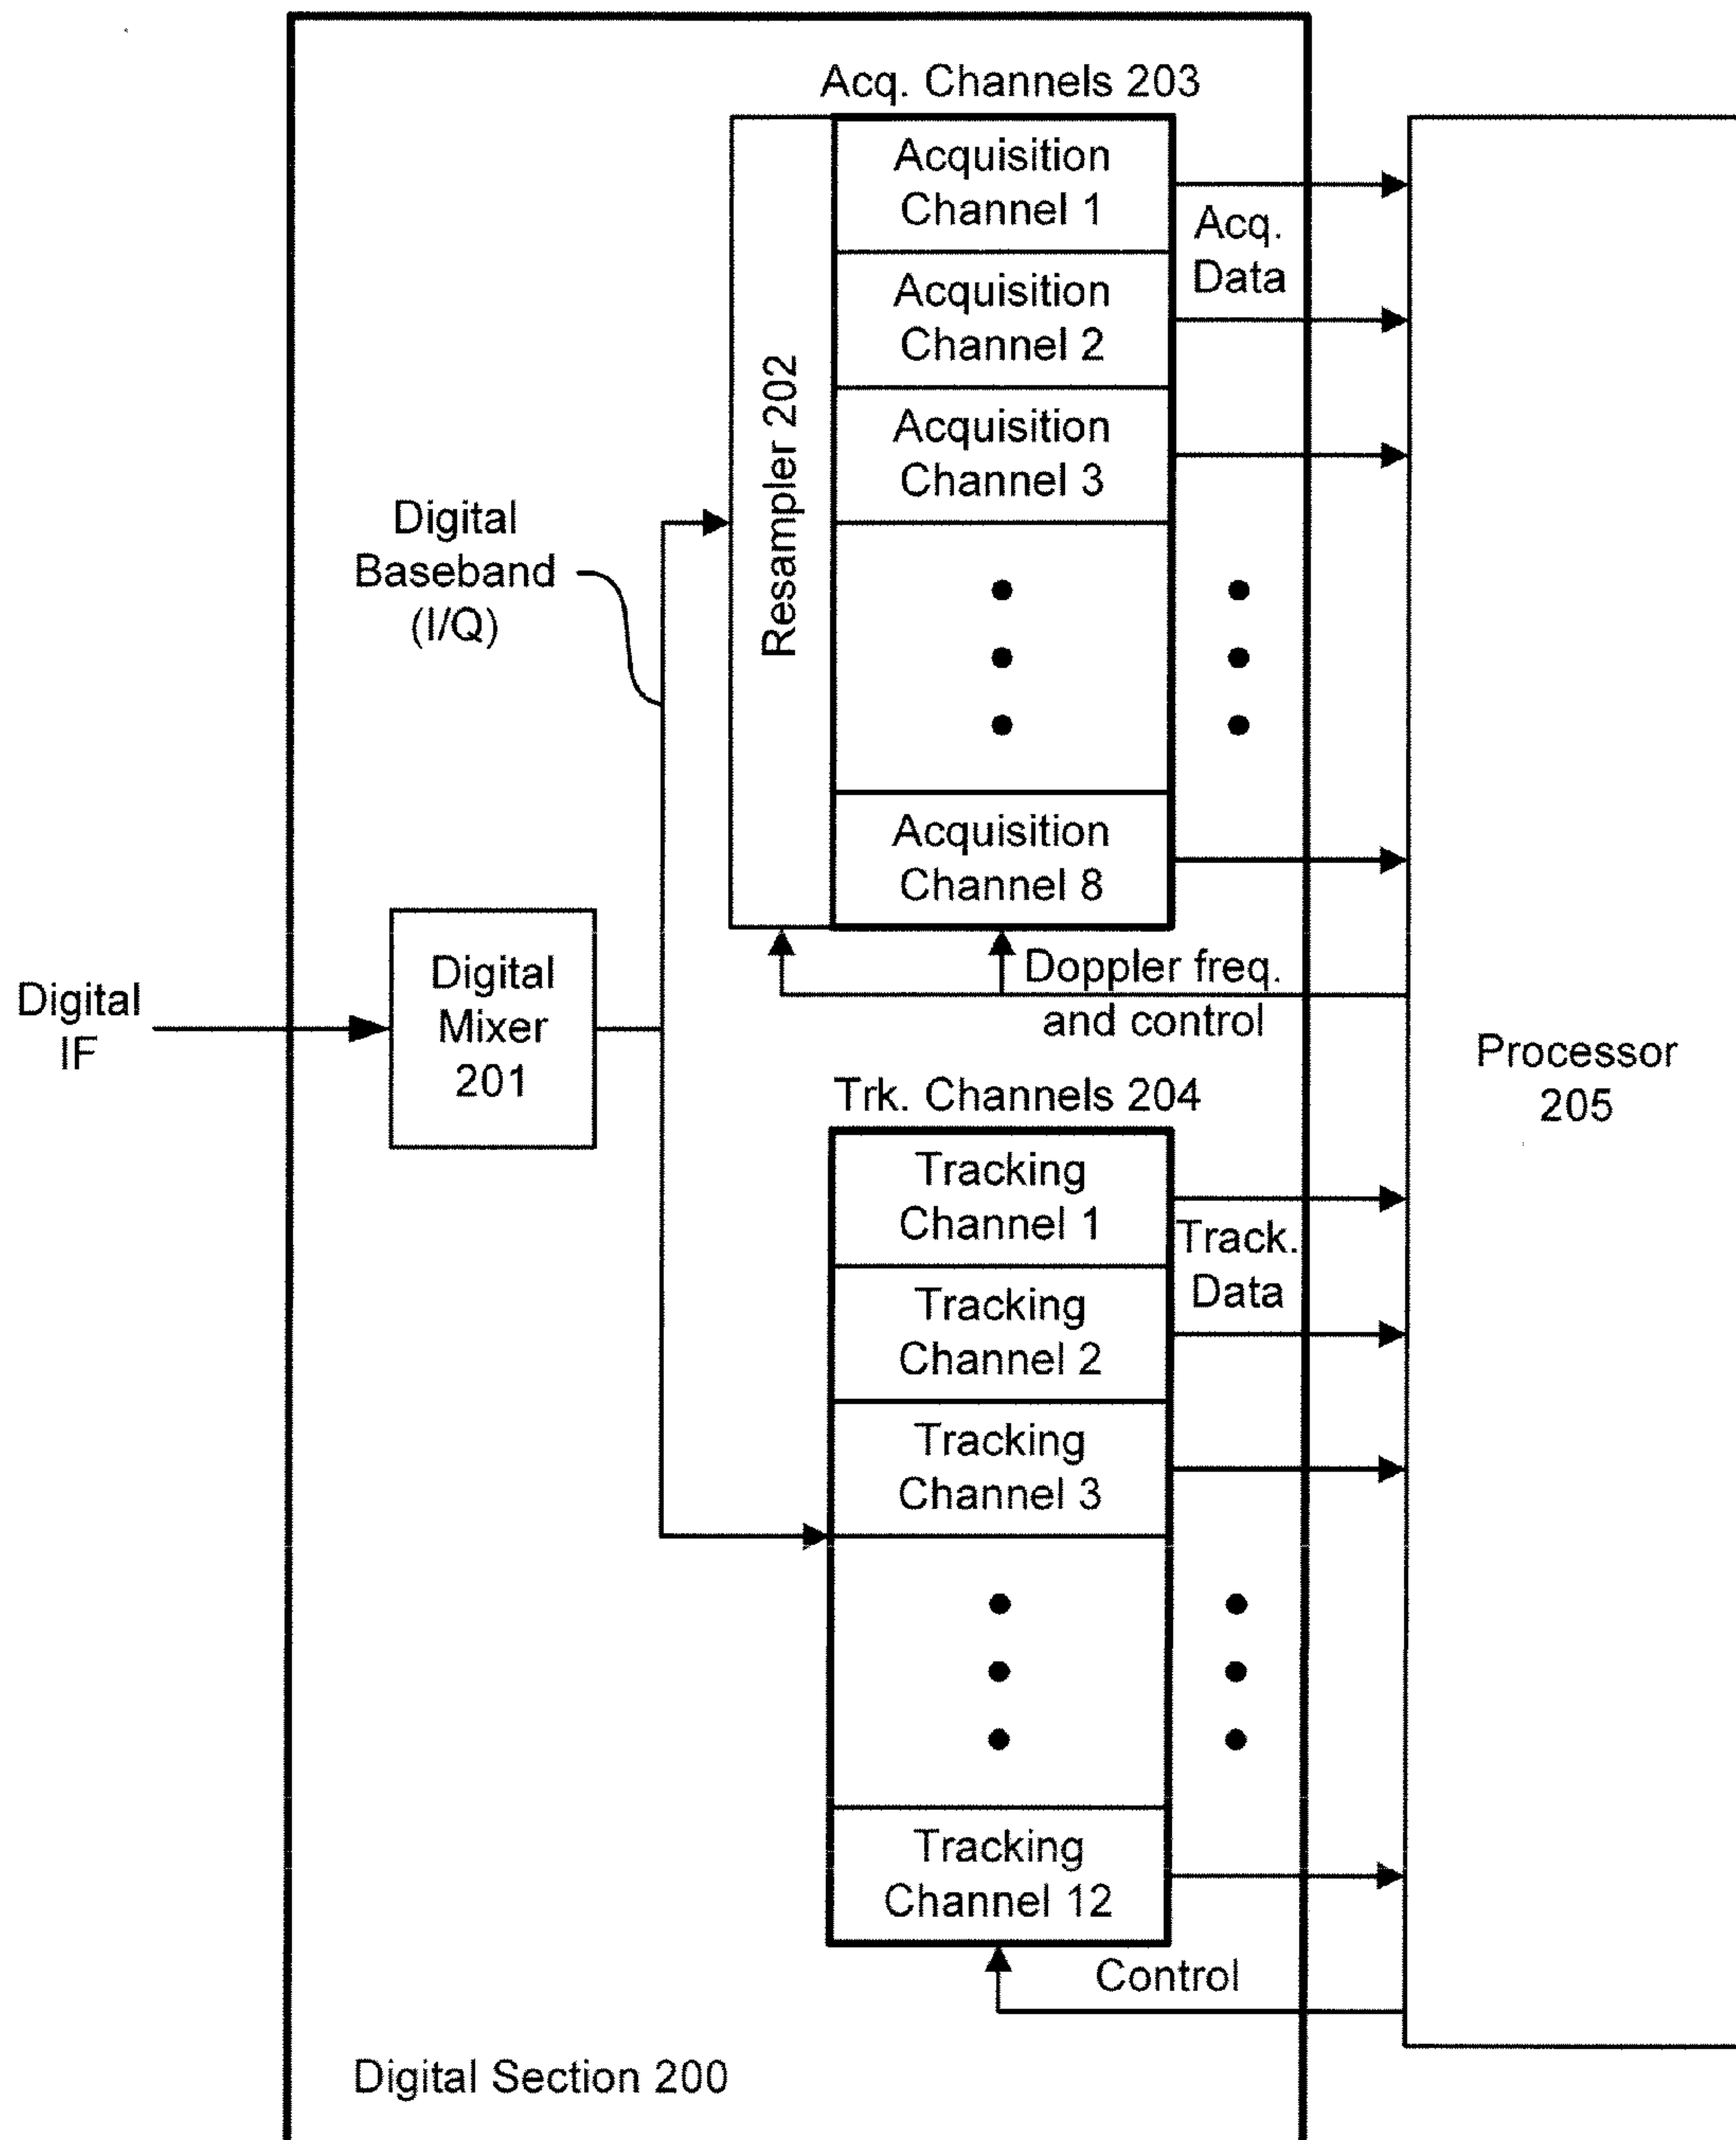 Acq. Channels 203
Acquisition
Channel 1
Acq.
Data
Acquisition
Channel 2
Acquisition
Channel 3
Resampler 202
Digital
Baseband
(I/Q)
Acquisition
Channel 8
Doppler freq.
and control
Digital
IF
Digital
Mixer
201
Processor
205
Trk. Channels 204
Tracking
Channel 1
Track.
Data
Tracking
Channel 2
Tracking
Channel 3
Tracking
Channel 12
Control
Digital Section 200